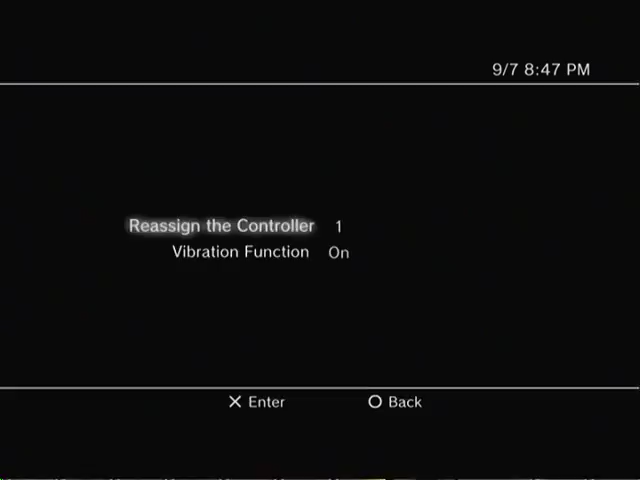 9/7 8:47 PM
Reassign the Controller 1
Vibration Function On
Enter Back